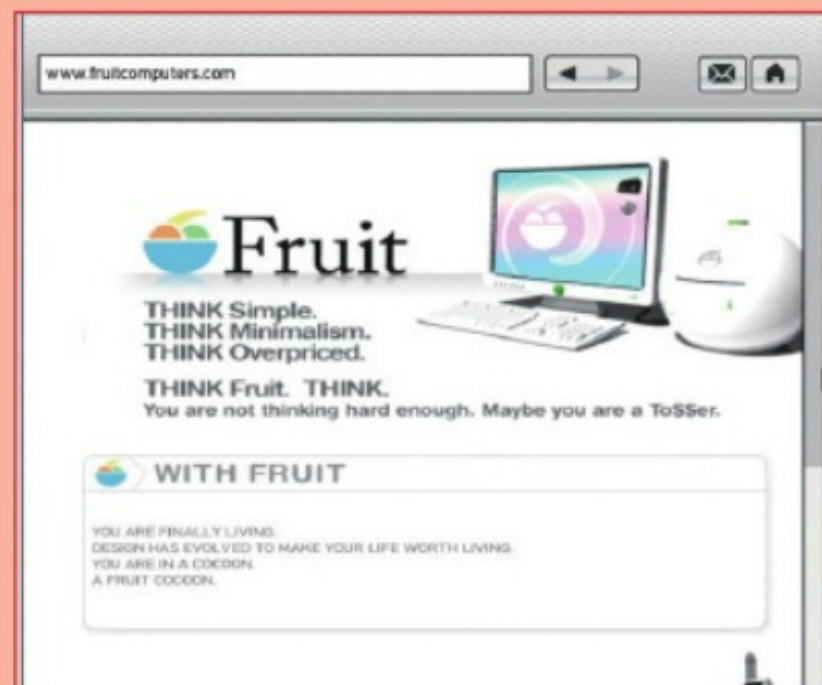 www.fruitcomputers.com
Fruit
THINK Simple.
THINK Minimalism.
THINK Overpriced.
THINK Fruit. THINK.
You are not thinking hard enough. Maybe you are a To$$er.
WITH FRUIT
YOU ARE FINALLY LIVING.
DESIGN HAS EVOLVED TO MAKE YOUR LIFE WORTH LIVING.
YOU ARE IN A COCOON.
A FRUIT COCOON.